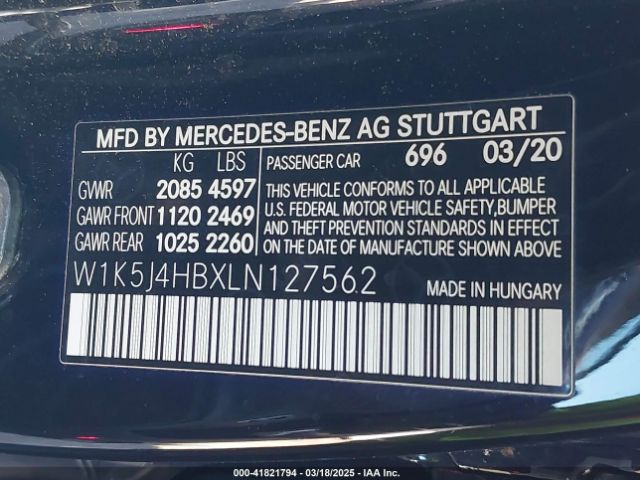 MFD BY MERCEDES-BENZ AG STUTTGART
KG LBS
GVWR 2085 4597
GAWR FRONT 1120 2469
GAWR REAR 1025 2260
PASSENGER CAR 696 03/20
THIS VEHICLE CONFORMS TO ALL APPLICABLE
U.S. FEDERAL MOTOR VEHICLE SAFETY, BUMPER
AND THEFT PREVENTION STANDARDS IN EFFECT
ON THE DATE OF MANUFACTURE SHOWN ABOVE.
W1K5J4HBXLN127562
MADE IN HUNGARY
000-41821794 - 03/18/2025 - IAA Inc.